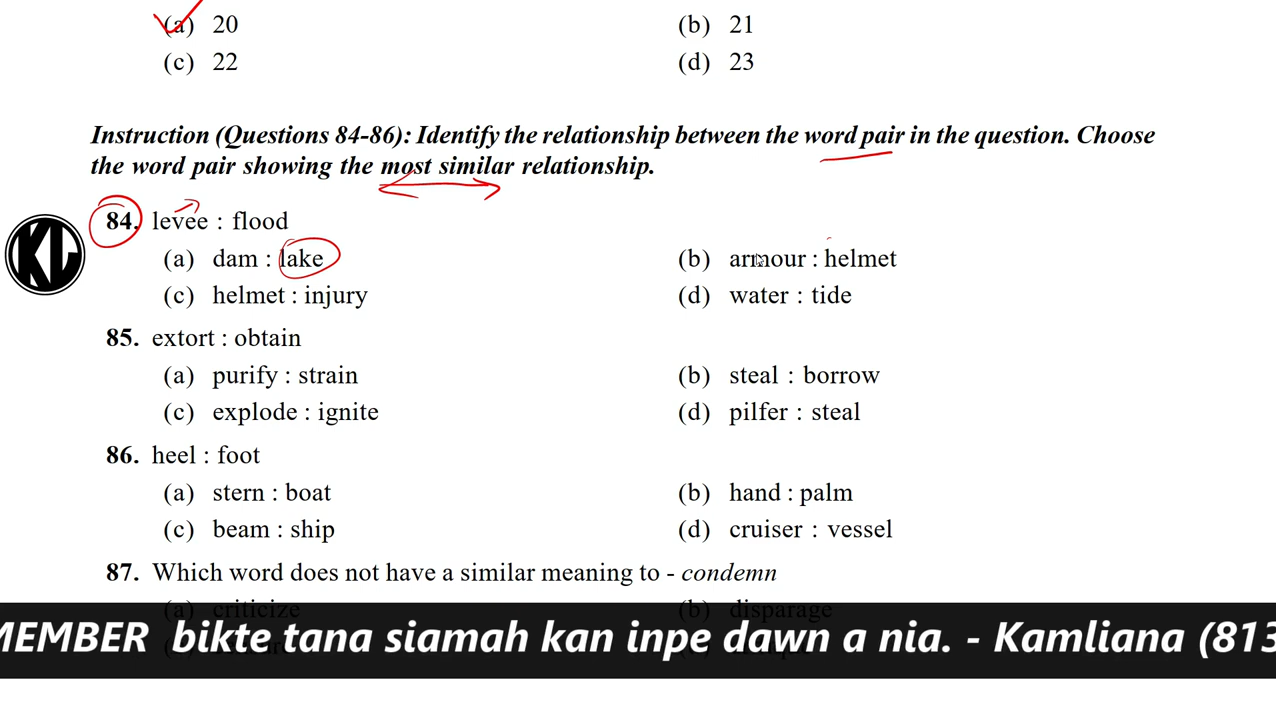 (a) 20 (b) 21
(c) 22 (d) 23
Instruction (Questions 84-86): Identify the relationship between the word pair in the question. Choose
the word pair showing the most similar relationship.
84. levee : flood
KL
(a) dam : lake (b) armour : helmet
(c) helmet : injury (d) water : tide
85. extort : obtain
(a) purify : strain (b) steal : borrow
(c) explode : ignite (d) pilfer : steal
86. heel : foot
(a) stern : boat (b) hand : palm
(c) beam : ship (d) cruiser : vessel
87. Which word does not have a similar meaning to - condemn
(a) criticize (b) disparage
MEMBER bikte tana siamah kan inpe dawn a nia. - Kamliana (813